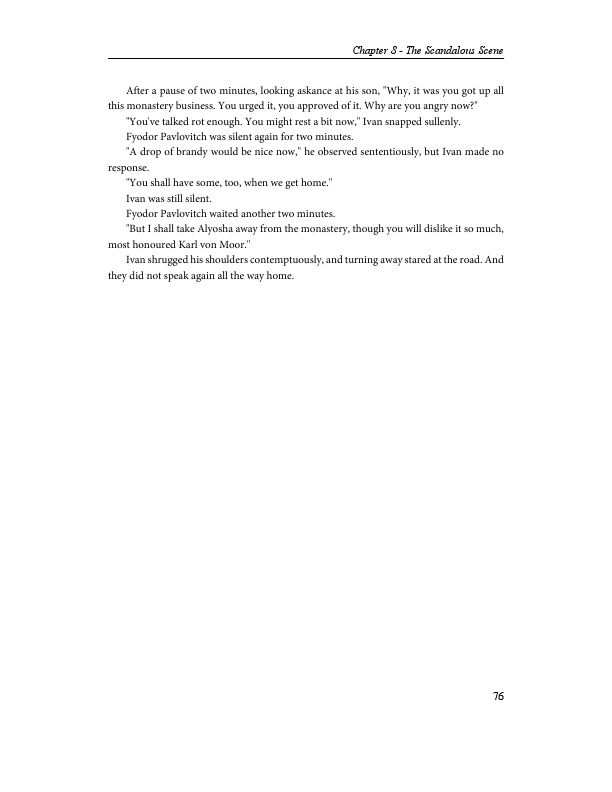 Chapter 8 - The Scandalous Scene
After a pause of two minutes, looking askance at his son, "Why, it was you got up all
this monastery business. You urged it, you approved of it. Why are you angry now?"
"You've talked rot enough. You might rest a bit now," Ivan snapped sullenly.
Fyodor Pavlovitch was silent again for two minutes.
"A drop of brandy would be nice now," he observed sententiously, but Ivan made no
response.
"You shall have some, too, when we get home."
Ivan was still silent.
Fyodor Pavlovitch waited another two minutes.
"But I shall take Alyosha away from the monastery, though you will dislike it so much,
most honoured Karl von Moor."
Ivan shrugged his shoulders contemptuously, and turning away stared at the road. And
they did not speak again all the way home.
76